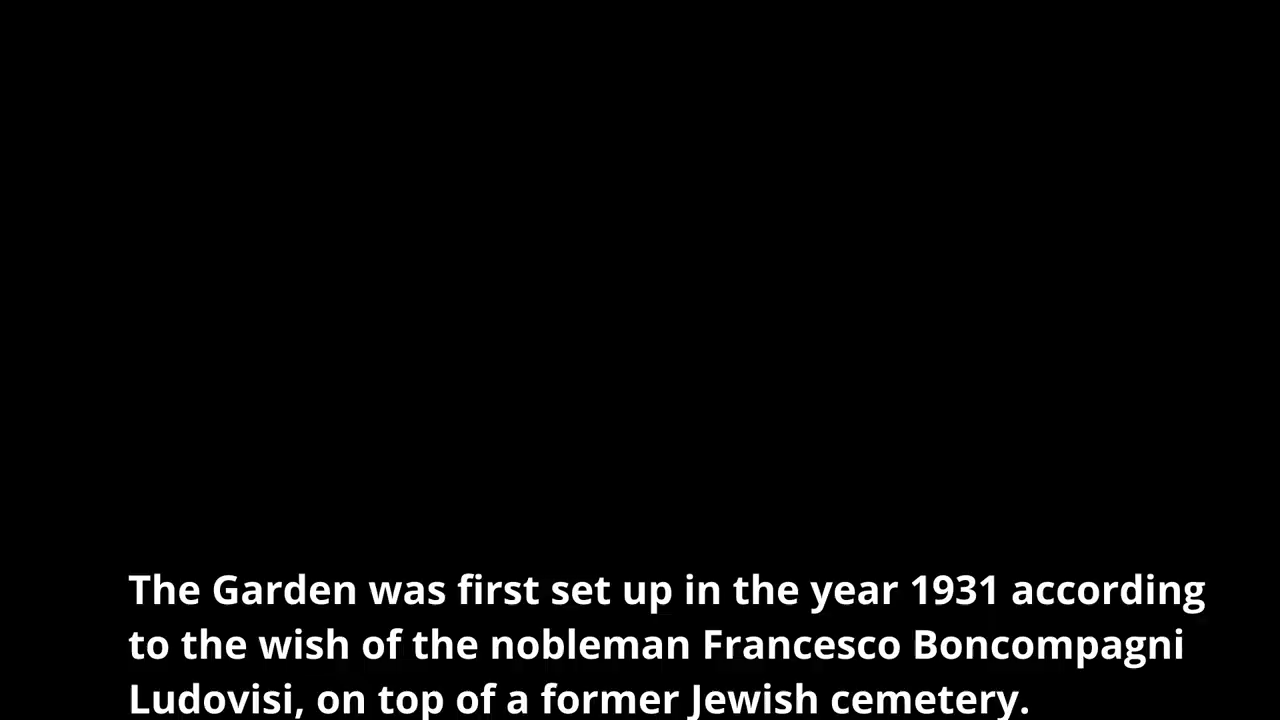 The Garden was first set up in the year 1931 according
to the wish of the nobleman Francesco Boncompagni
Ludovisi, on top of a former Jewish cemetery.